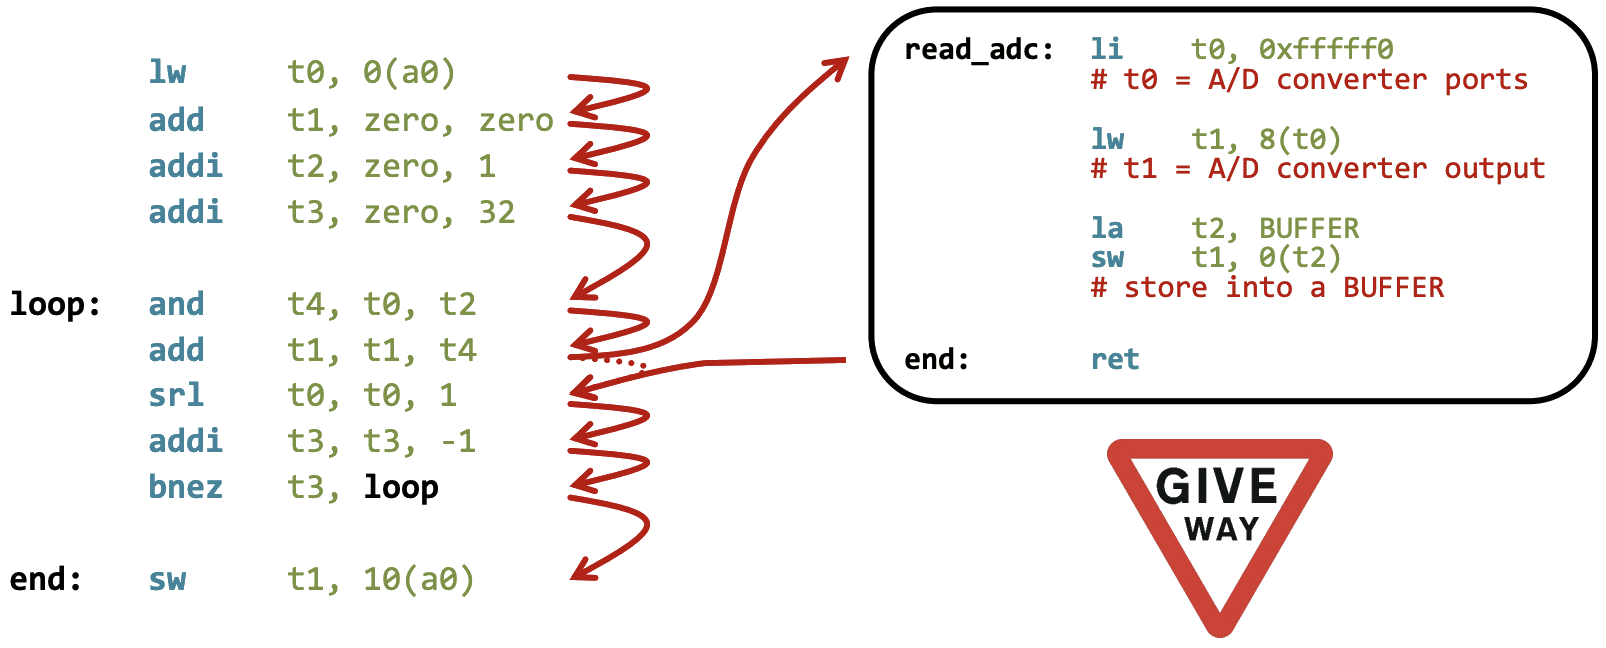 lw t0, 0(a0)
add t1, zero, zero
addi t2, zero, 1
addi t3, zero, 32
loop: and t4, t0, t2
add t1, t1, t4
srl t0, t0, 1
addi t3, t3, -1
bnez t3, loop
end: sw t1, 10(a0)
read_adc: li t0, 0xfffff0
# t0 = A/D converter ports
lw t1, 8(t0)
# t1 = A/D converter output
la t2, BUFFER
sw t1, 0(t2)
# store into a BUFFER
end: ret
GIVE
WAY